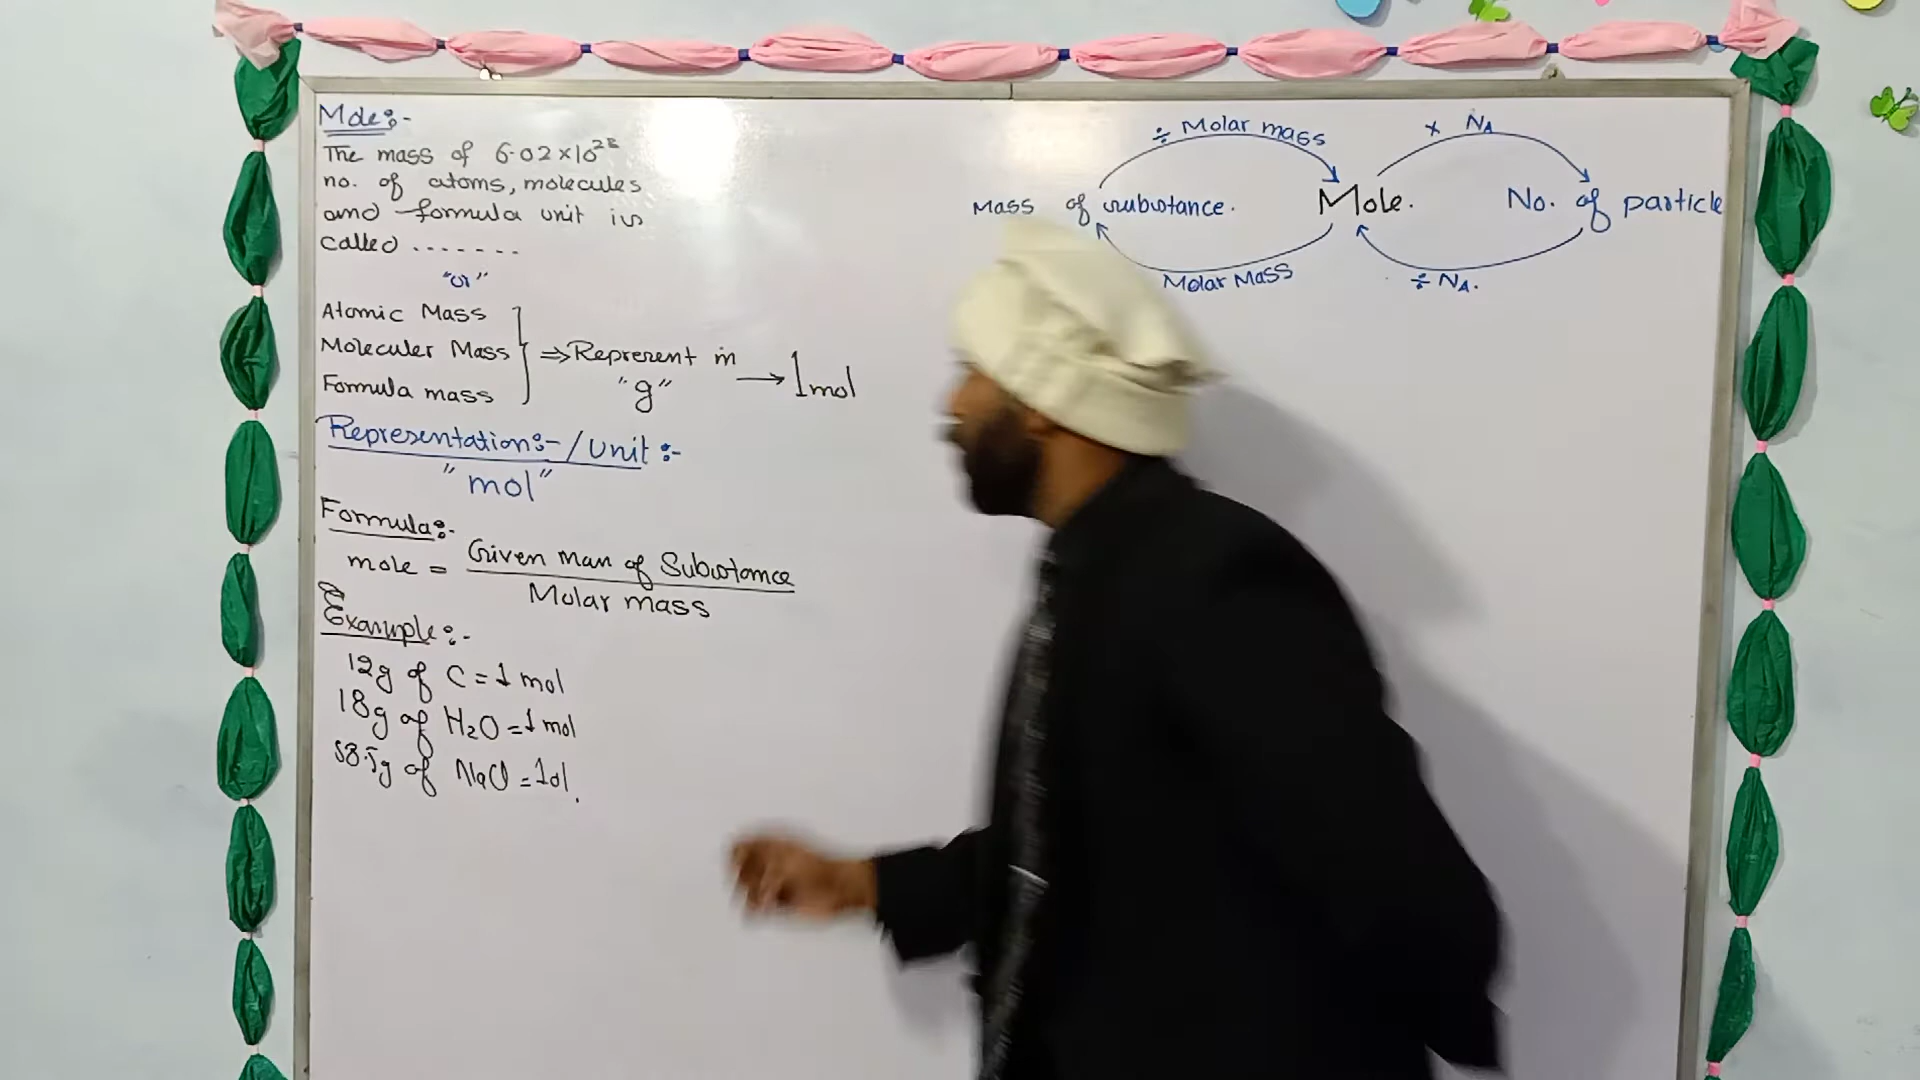 Mole:-
The mass of 6.02×10²³
no. of atoms, molecules
and formula unit is
called .......
"or"
Atomic Mass
Moleculer Mass
Formula mass
⇒ Represent in
"g"
→ 1mol
Representation:- / Unit :-
"mol"
Formula:-
mole = Given mass of Substance
Molar mass
Example:-
12g of C = 1 mol
18g of H₂O = 1 mol
58.5g of NaCl = 1ol.
÷ Molar mass
× NA
Mass of substance. Mole. No. of particle
Molar Mass
÷ NA.